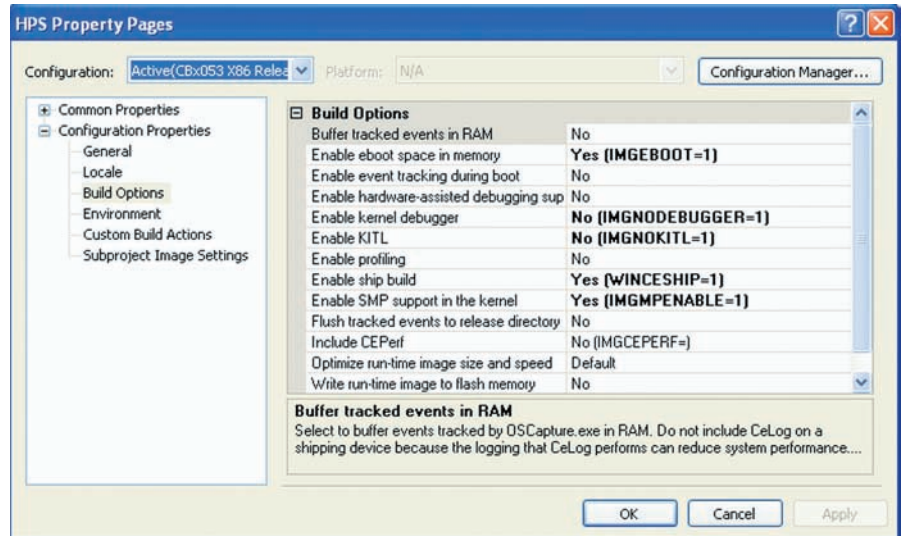 HPS Property Pages
Configuration: Active(CBx053 X86 Relea Platform: N/A Configuration Manager...
Common Properties
Configuration Properties
General
Locale
Build Options
Environment
Custom Build Actions
Subproject Image Settings
Build Options
Buffer tracked events in RAM No
Enable eboot space in memory Yes (IMGEBOOT=1)
Enable event tracking during boot No
Enable hardware-assisted debugging sup No
Enable kernel debugger No (IMGNODEBUGGER=1)
Enable KITL No (IMGNOKITL=1)
Enable profiling No
Enable ship build Yes (WINCESHIP=1)
Enable SMP support in the kernel Yes (IMGMPENABLE=1)
Flush tracked events to release directory No
Include CEPerf No (IMGCEPERF=)
Optimize run-time image size and speed Default
Write run-time image to flash memory No
Buffer tracked events in RAM
Select to buffer events tracked by OSCapture.exe in RAM. Do not include CeLog on a
shipping device because the logging that CeLog performs can reduce system performance....
OK Cancel Apply